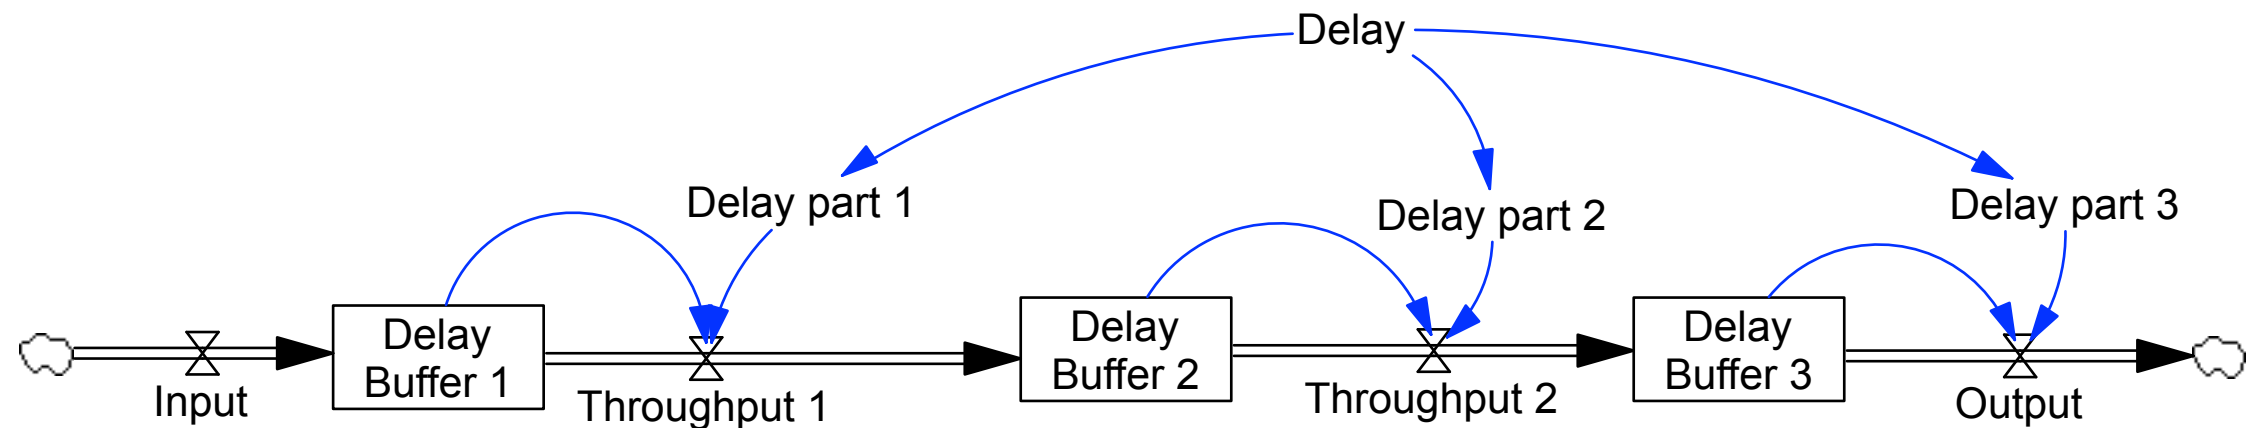 Delay
Delay part 1
Delay part 2
Delay part 3
Delay
Buffer 1
Delay
Buffer 2
Delay
Buffer 3
Input
Throughput 1
Throughput 2
Output